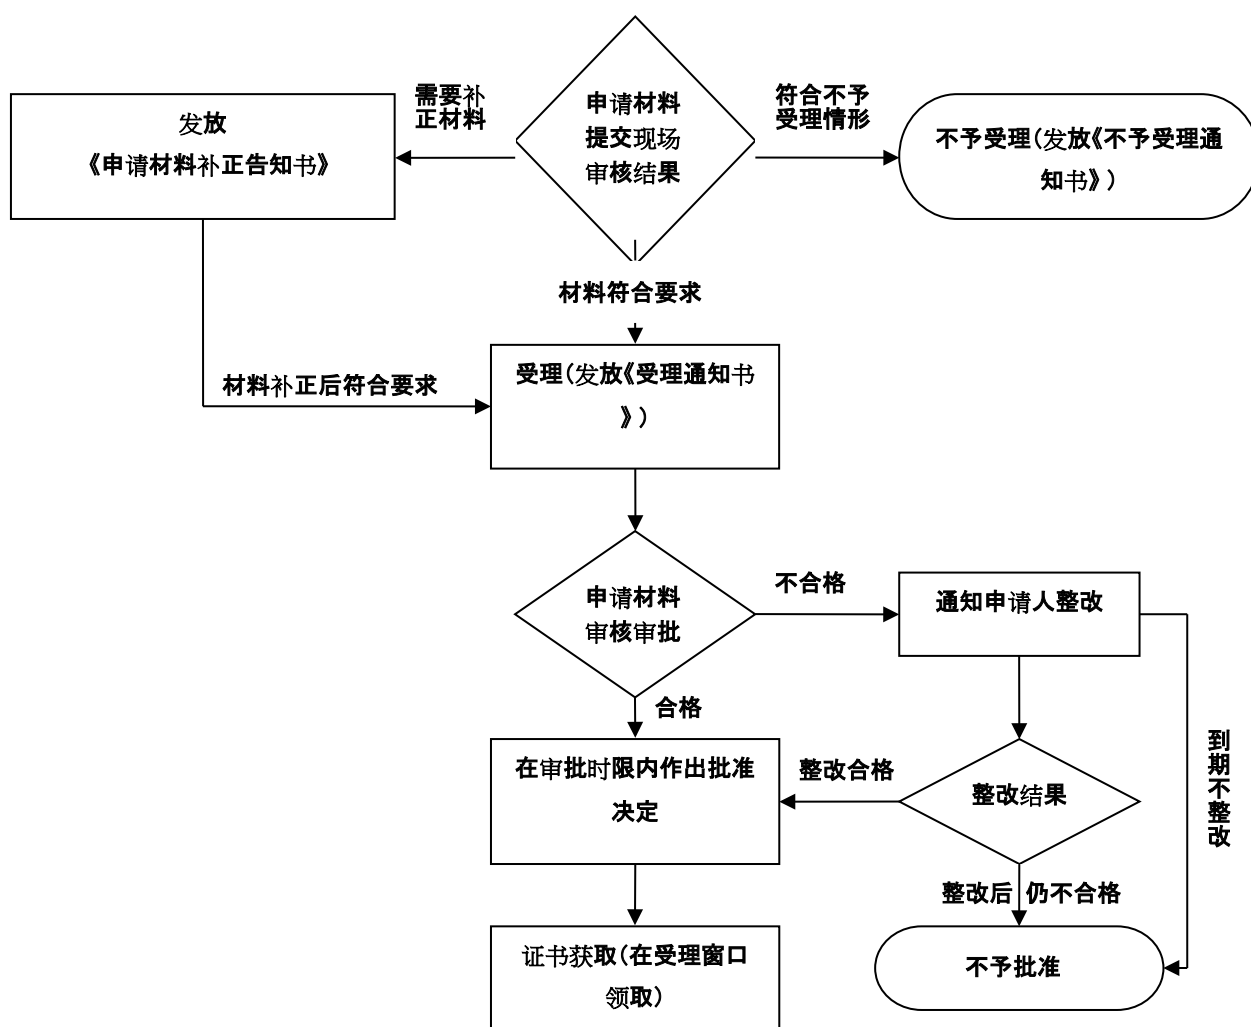 需要补
正材料
发放
《申请材料补正告知书》
申请材料
提交现场
审核结果
符合不予
受理情形
不予受理(发放《不予受理通
知书》)
材料符合要求
材料补正后符合要求
受理(发放《受理通知书
》)
申请材料
审核审批
不合格
通知申请人整改
合格
到
期
不
整
改
在审批时限内作出批准
决定
整改合格
整改结果
整改后 仍不合格
证书获取(在受理窗口
领取)
不予批准